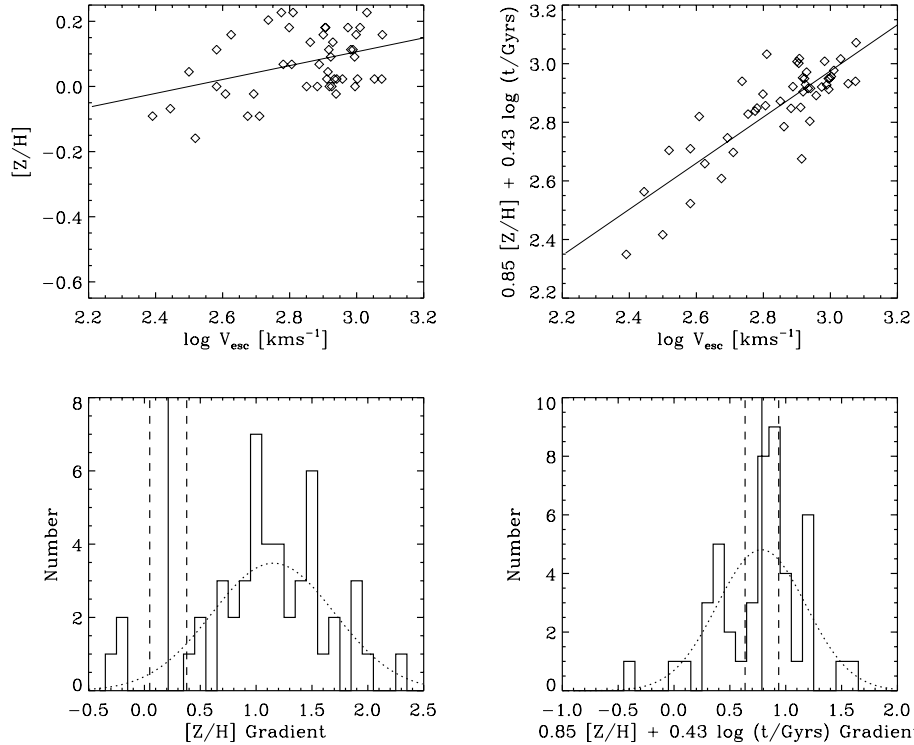 0.2
0.0
−0.2
−0.4
−0.6
[Z/H]
2.2 2.4 2.6 2.8 3.0 3.2
log V_esc [kms⁻¹]
3.2
3.0
2.8
2.6
2.4
2.2
0.85 [Z/H] + 0.43 log (t/Gyrs)
2.2 2.4 2.6 2.8 3.0 3.2
log V_esc [kms⁻¹]
8
6
4
2
0
Number
−0.5 0.0 0.5 1.0 1.5 2.0 2.5
[Z/H] Gradient
10
8
6
4
2
0
Number
−1.0 −0.5 0.0 0.5 1.0 1.5 2.0
0.85 [Z/H] + 0.43 log (t/Gyrs) Gradien